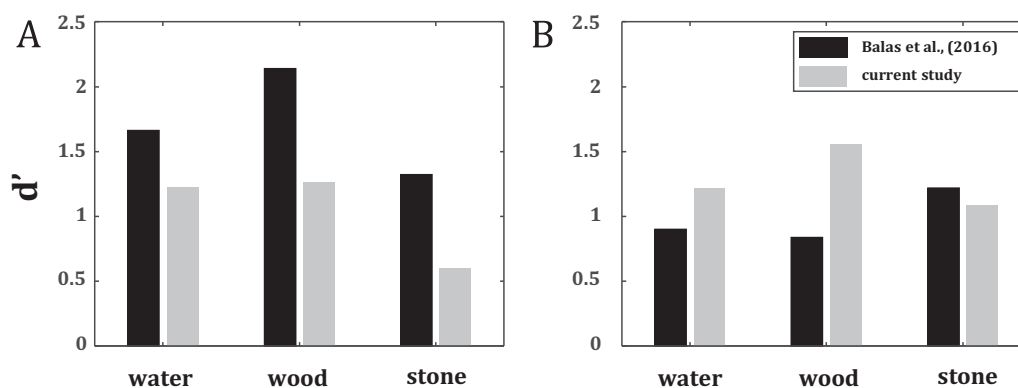 A
d'
2.5
2
1.5
1
0.5
0
water wood stone
B
2.5
2
1.5
1
0.5
0
water wood stone
Balas et al., (2016)
current study